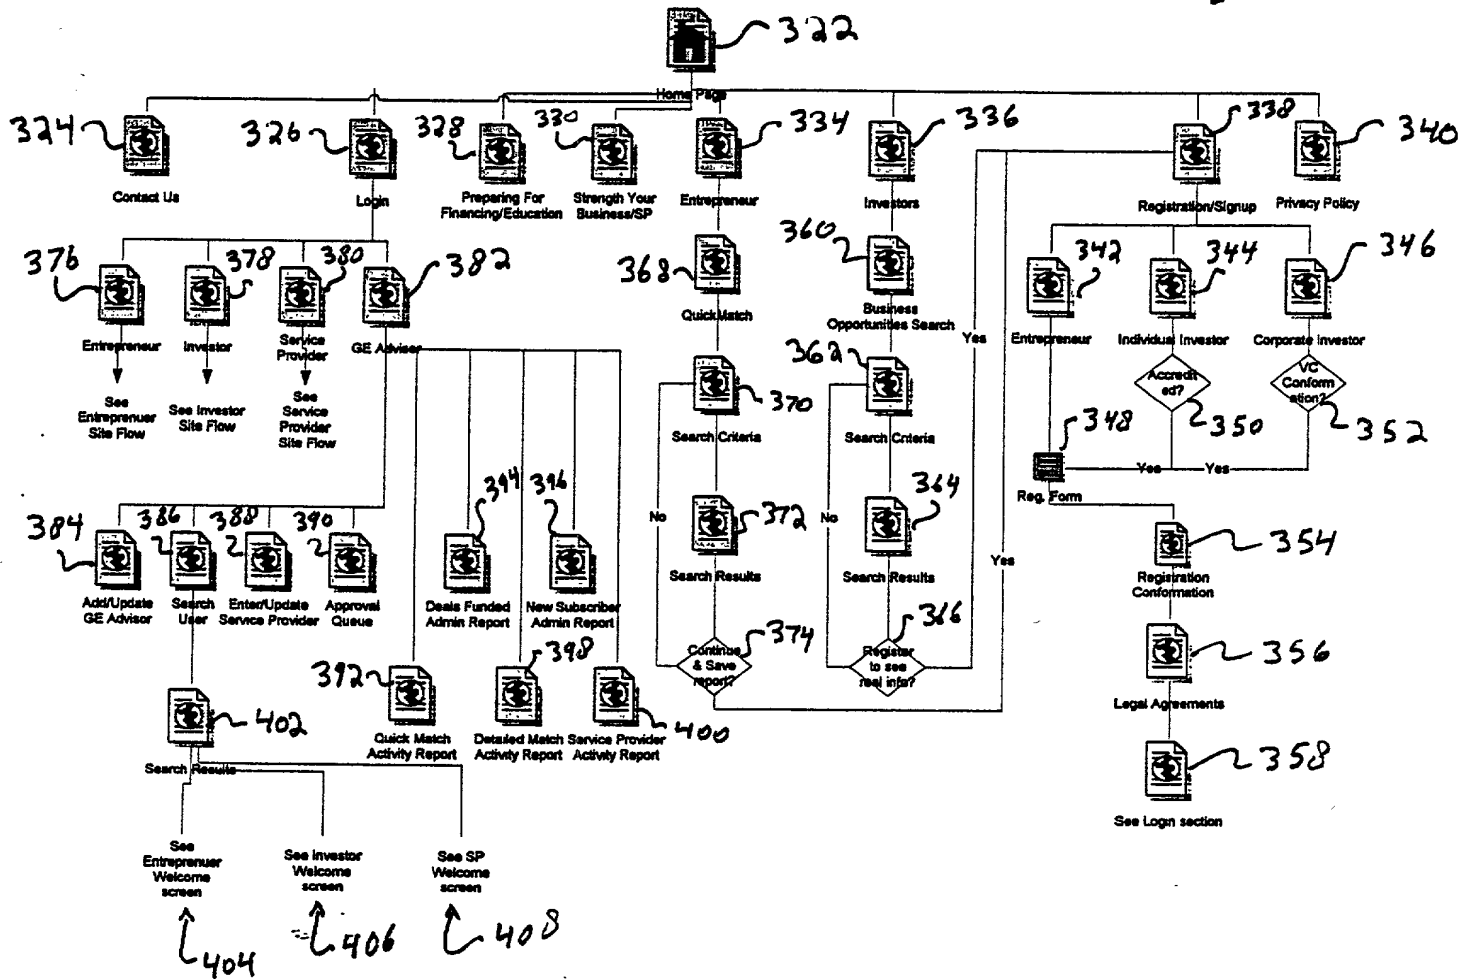 322
Home Page
324
326
328
330
334
336
338
340
Contact Us
Login
Preparing For
Financing/Education
Strength Your
Business/SP
Entrepreneur
Investors
Registration/Signup
Privacy Policy
376
378
380
382
368
360
342
344
346
Entrepreneur
Investor
Service
Provider
GE Advisor
QuickMatch
Business
Opportunities Search
Yes
Entrepreneur
Individual Investor
Corporate Investor
See
Entreprenuer
Site Flow
See Investor
Site Flow
See
Service
Provider
Site Flow
370
362
Accredit
ed?
350
VC
Conform
ation?
352
Search Criteria
Search Criteria
348
Yes
Yes
Reg. Form
384
386
388
390
394
396
No
372
No
364
Yes
354
Add/Update
GE Advisor
Search
User
Enter/Update
Service Provider
Approval
Queue
Deals Funded
Admin Report
New Subscriber
Admin Report
Search Results
Search Results
Registration
Conformation
374
366
Continue
& Save
report?
Register
to see
real info?
356
Legal Agreements
402
392
398
400
Search Results
Quick Match
Activity Report
Detailed Match
Activity Report
Service Provider
Activity Report
358
See Login section
See
Entreprenuer
Welcome
screen
See Investor
Welcome
screen
See SP
Welcome
screen
404
406
408